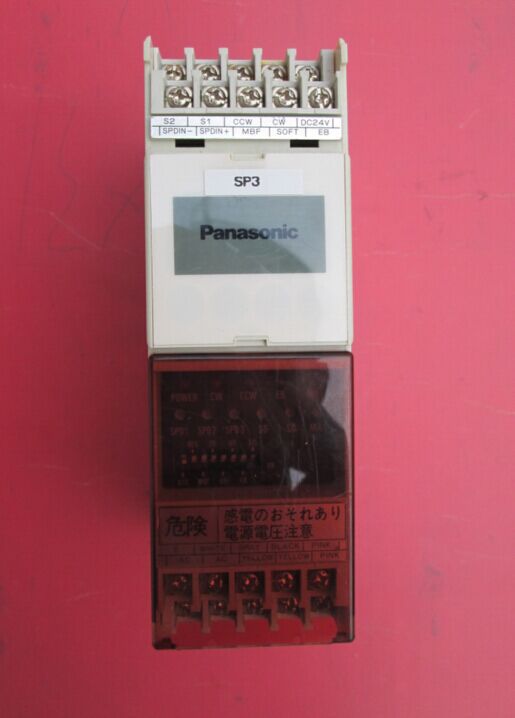 S2 S1 CCW CW DC24V
SPDIN- SPDIN+ MBF SOFT EB
SP3
Panasonic
POWER CW CCW EB
SP01
危険
感電のおそれあり
電源電圧注意
WHITE GRAY BLACK PINK
AC AC YELLOW YELLOW PINK